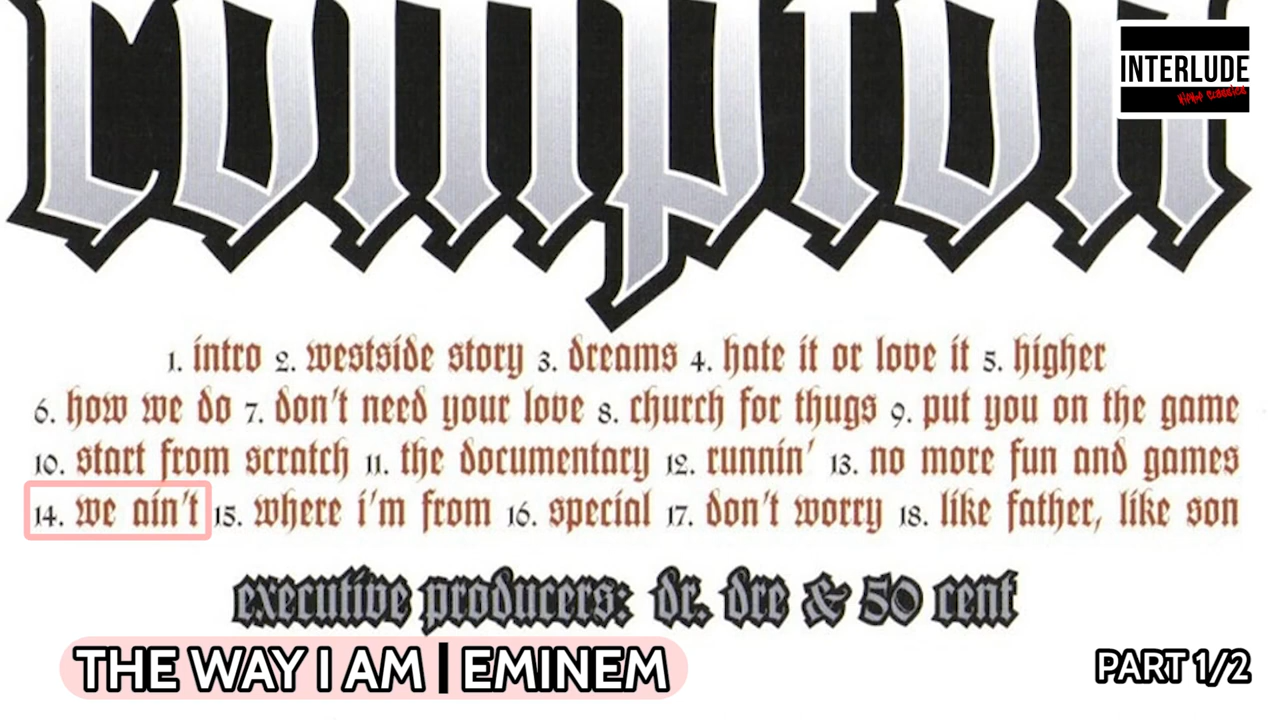 compton
INTERLUDE
1. intro 2. westside story 3. dreams 4. hate it or love it 5. higher
6. how we do 7. don't need your love 8. church for thugs 9. put you on the game
10. start from scratch 11. the documentary 12. runnin' 13. no more fun and games
14. we ain't 15. where i'm from 16. special 17. don't worry 18. like father, like son
executive producers: dr. dre & 50 cent
THE WAY I AM | EMINEM
PART 1/2